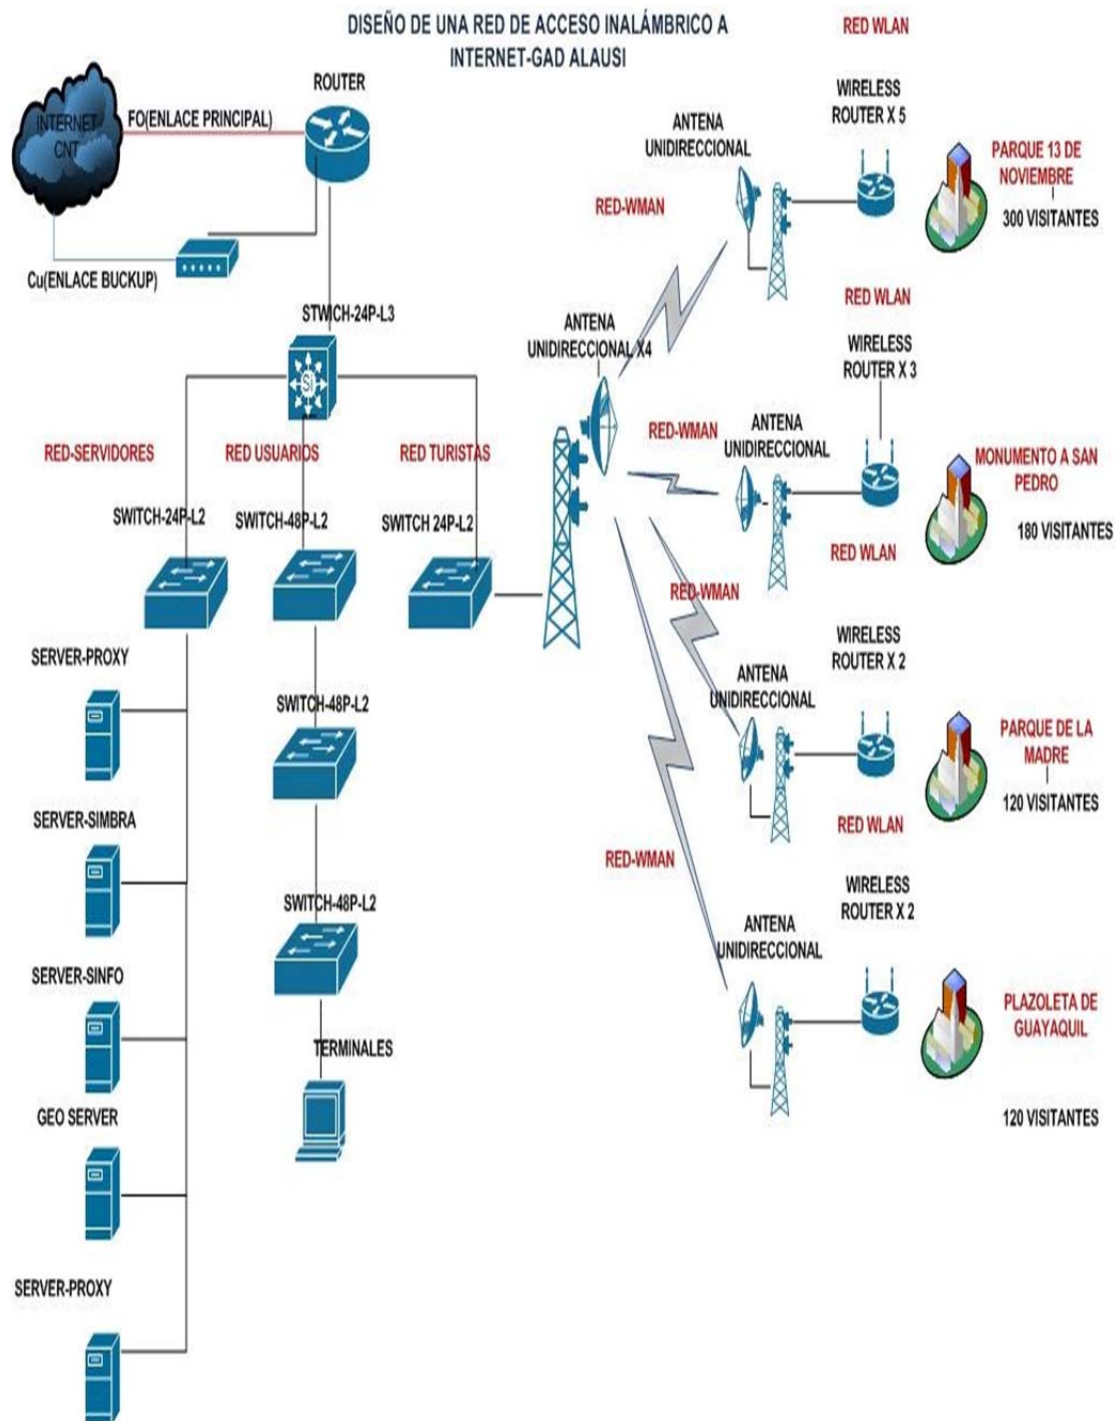 DISEÑO DE UNA RED DE ACCESO INALÁMBRICO A
INTERNET-GAD ALAUSI
RED WLAN
ROUTER
INTERNET
CNT
FO(ENLACE PRINCIPAL)
Cu(ENLACE BUCKUP)
STWICH-24P-L3
SI
RED-SERVIDORES
RED USUARIOS
RED TURISTAS
SWITCH-24P-L2
SWITCH-48P-L2
SWITCH 24P-L2
SERVER-PROXY
SWITCH-48P-L2
SERVER-SIMBRA
SWITCH-48P-L2
SERVER-SINFO
TERMINALES
GEO SERVER
SERVER-PROXY
ANTENA
UNIDIRECCIONAL X4
RED-WMAN
ANTENA
UNIDIRECCIONAL
WIRELESS
ROUTER X 5
PARQUE 13 DE
NOVIEMBRE
300 VISITANTES
RED WLAN
RED-WMAN
ANTENA
UNIDIRECCIONAL
WIRELESS
ROUTER X 3
MONUMENTO A SAN
PEDRO
180 VISITANTES
RED WLAN
RED-WMAN
ANTENA
UNIDIRECCIONAL
WIRELESS
ROUTER X 2
PARQUE DE LA
MADRE
120 VISITANTES
RED WLAN
RED-WMAN
ANTENA
UNIDIRECCIONAL
WIRELESS
ROUTER X 2
PLAZOLETA DE
GUAYAQUIL
120 VISITANTES